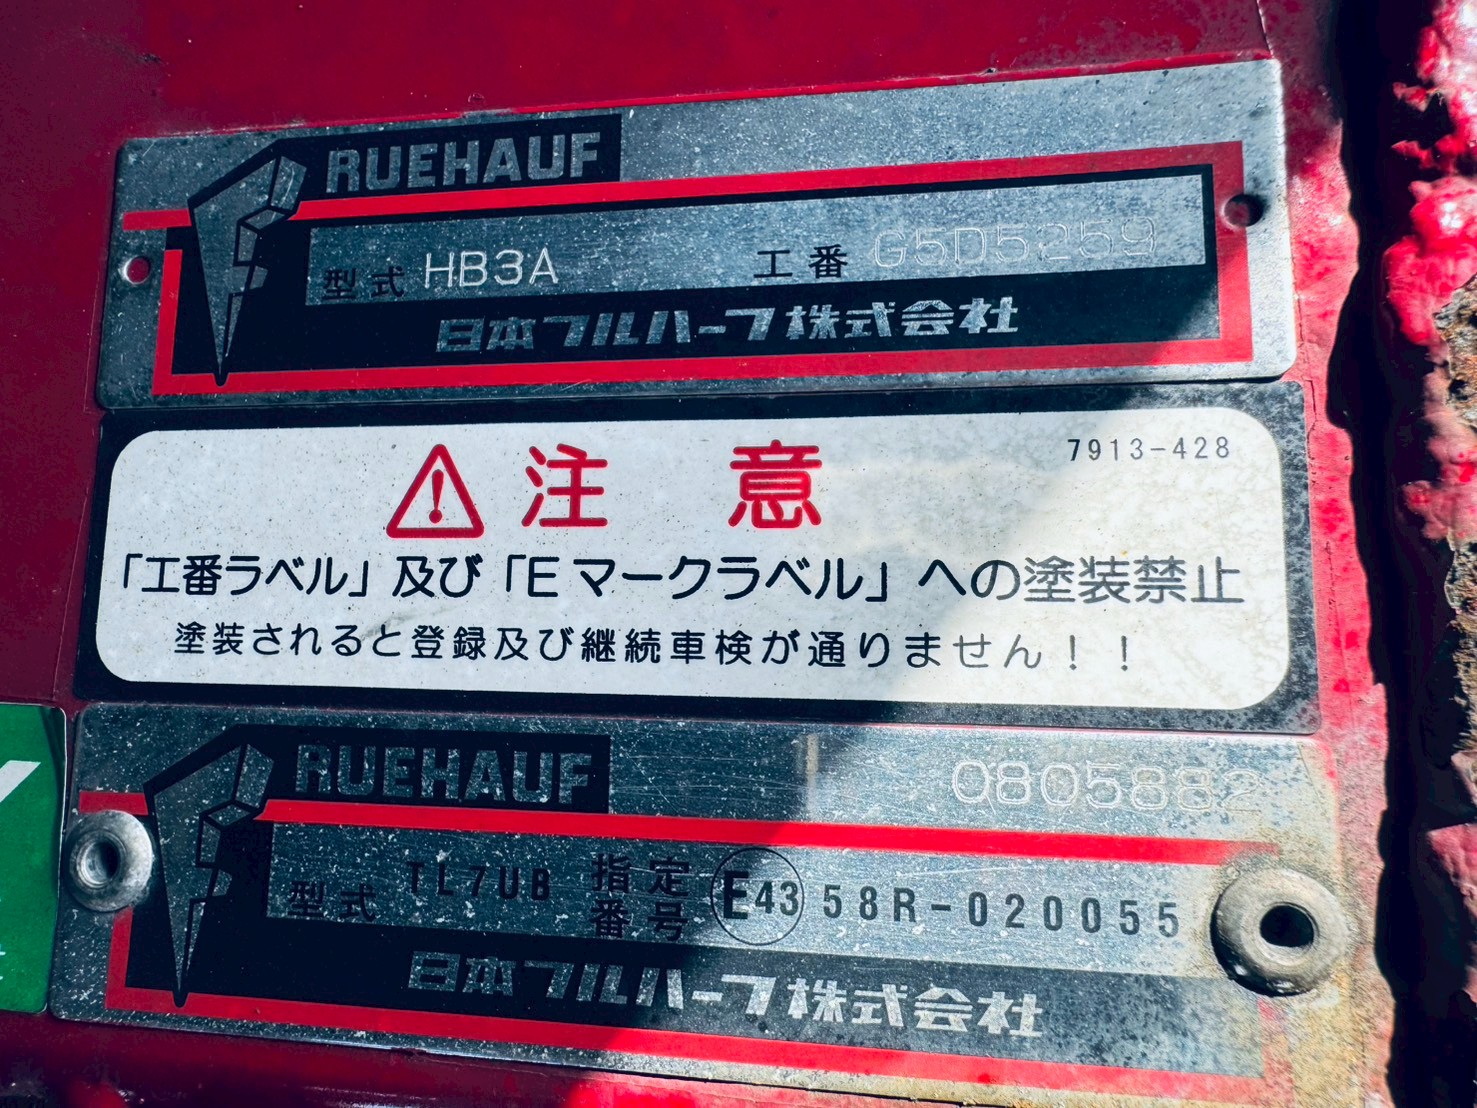 FRUEHAUF
型式 HB3A 工番 G5D5259
日本フルハーフ株式会社
注意 7913-428
「工番ラベル」及び「Eマークラベル」への塗装禁止
塗装されると登録及び継続車検が通りません！！
FRUEHAUF 0805882
型式 TL7UB 指定番号 E43 58R-020055
日本フルハーフ株式会社